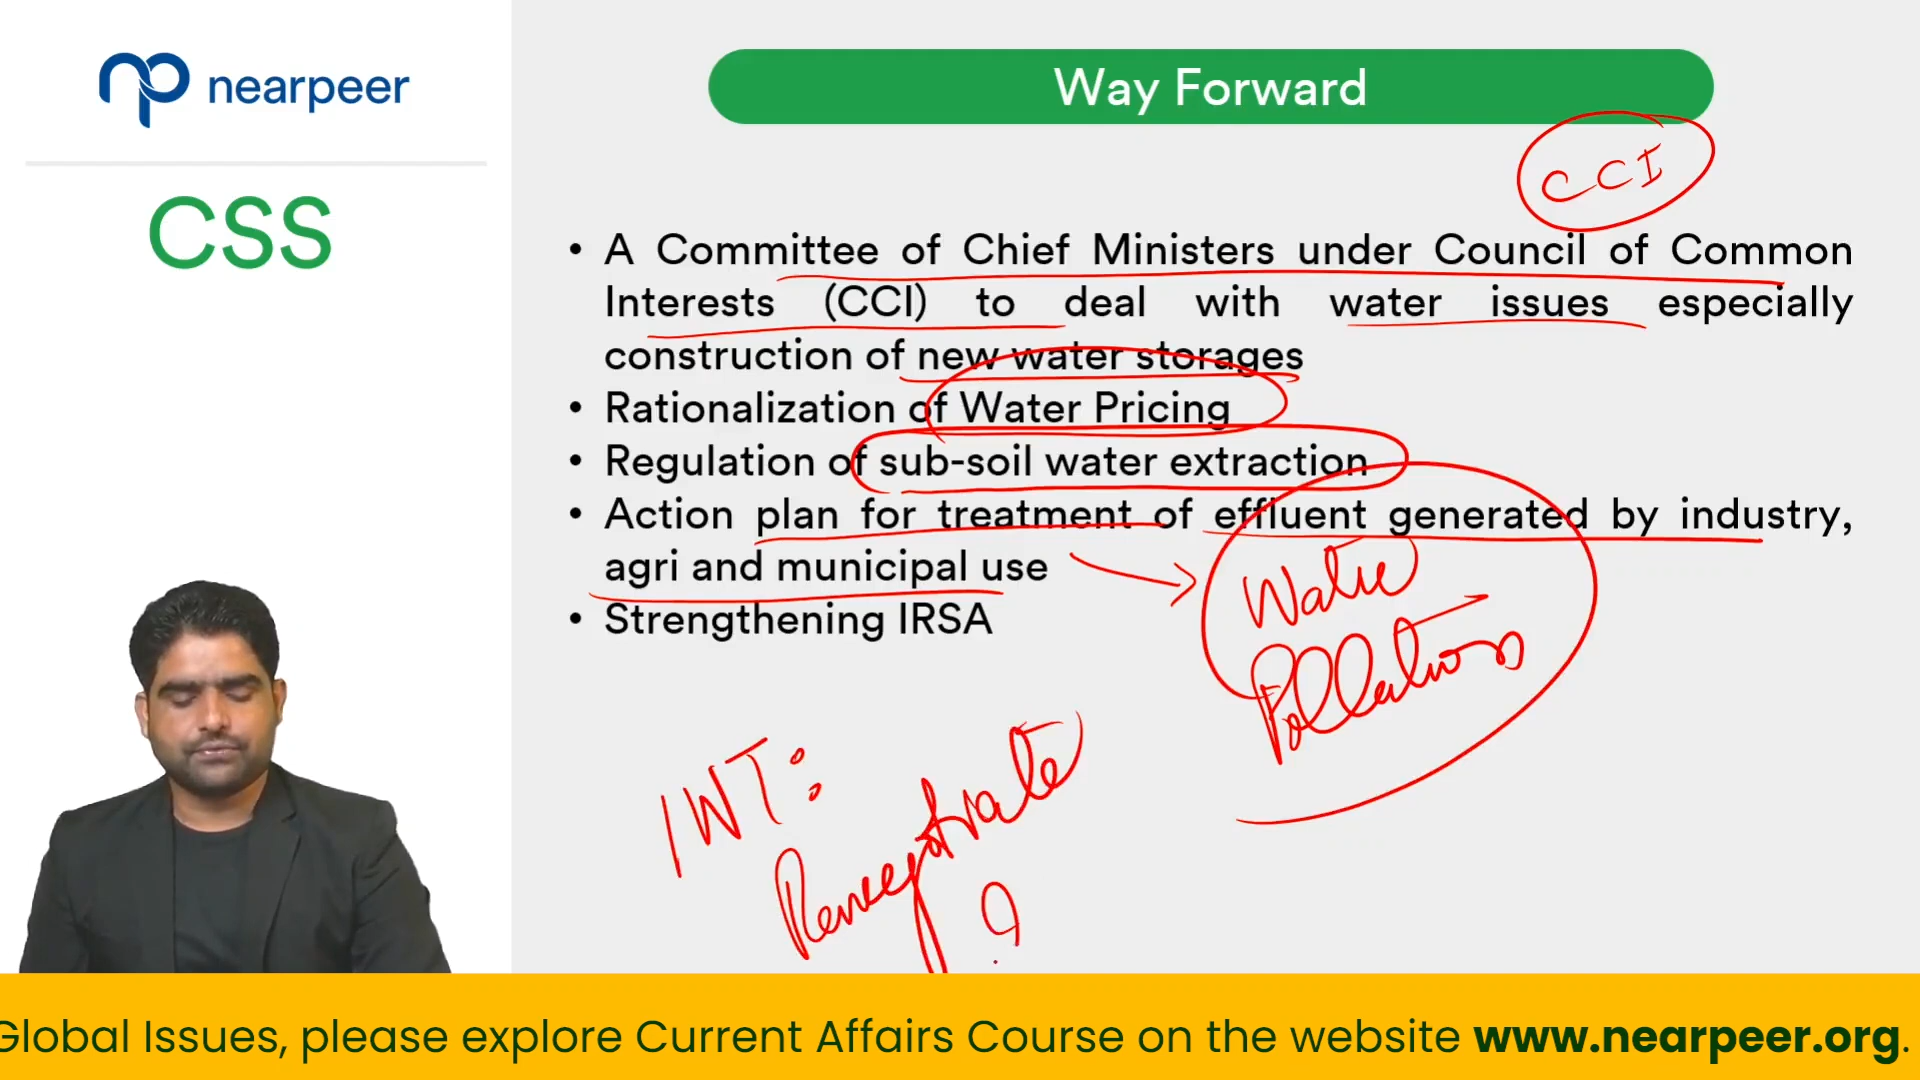 nearpeer
CSS
Way Forward
CCI
• A Committee of Chief Ministers under Council of Common
Interests (CCI) to deal with water issues especially
construction of new water storages
• Rationalization of Water Pricing
• Regulation of sub-soil water extraction
• Action plan for treatment of effluent generated by industry,
agri and municipal use
• Strengthening IRSA
Water
Pollution
IWT:
Renegotiate
?
Global Issues, please explore Current Affairs Course on the website www.nearpeer.org.